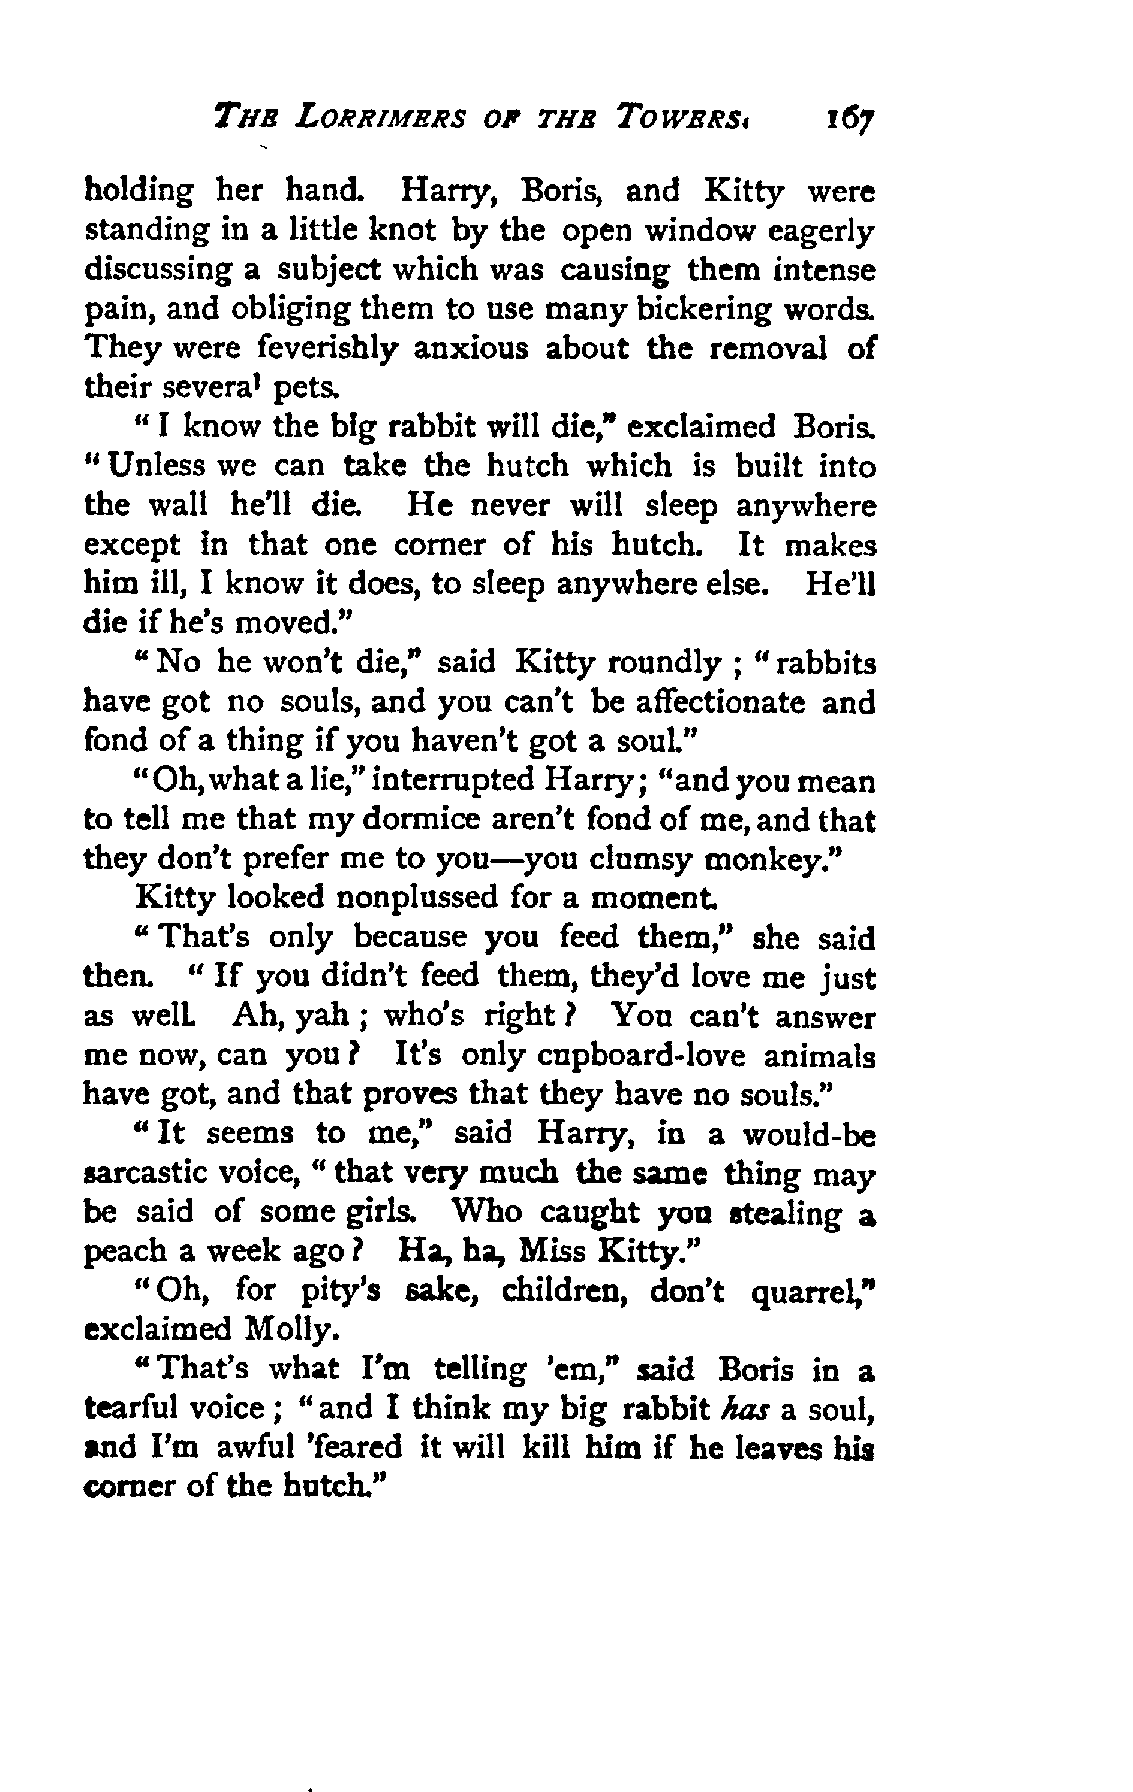 THE LORRIMERS OF THE TOWERS. 167
holding her hand. Harry, Boris, and Kitty were
standing in a little knot by the open window eagerly
discussing a subject which was causing them intense
pain, and obliging them to use many bickering words.
They were feverishly anxious about the removal of
their several pets.
"I know the big rabbit will die," exclaimed Boris.
"Unless we can take the hutch which is built into
the wall he'll die. He never will sleep anywhere
except in that one corner of his hutch. It makes
him ill, I know it does, to sleep anywhere else. He'll
die if he's moved."
"No he won't die," said Kitty roundly; "rabbits
have got no souls, and you can't be affectionate and
fond of a thing if you haven't got a soul."
"Oh, what a lie," interrupted Harry; "and you mean
to tell me that my dormice aren't fond of me, and that
they don't prefer me to you—you clumsy monkey."
Kitty looked nonplussed for a moment.
"That's only because you feed them," she said
then. "If you didn't feed them, they'd love me just
as well. Ah, yah; who's right? You can't answer
me now, can you? It's only cupboard-love animals
have got, and that proves that they have no souls."
"It seems to me," said Harry, in a would-be
sarcastic voice, "that very much the same thing may
be said of some girls. Who caught you stealing a
peach a week ago? Ha, ha, Miss Kitty."
"Oh, for pity's sake, children, don't quarrel,"
exclaimed Molly.
"That's what I'm telling 'em," said Boris in a
tearful voice; "and I think my big rabbit has a soul,
and I'm awful 'feared it will kill him if he leaves his
corner of the hutch."